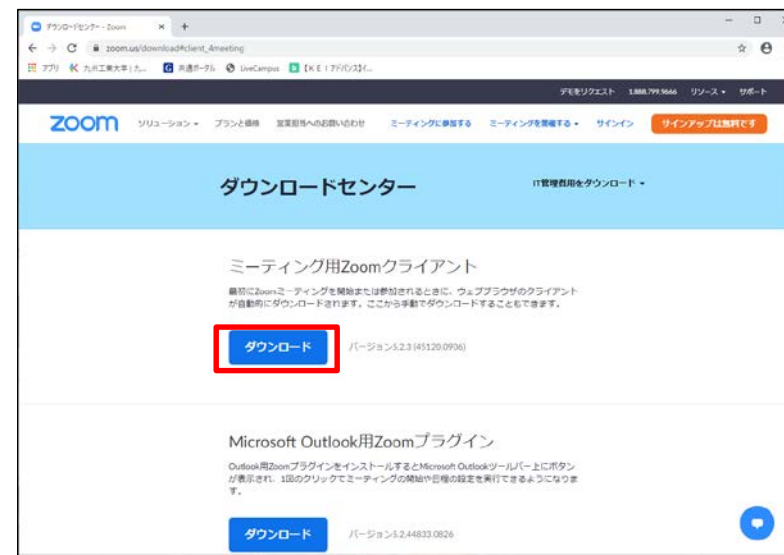 ダウンロードセンター - Zoom
zoom.us/download#client_4meeting
アプリ 九州工業大学 | 九... 共通ポータル LiveCampus
デモをリクエスト 1.888.799.9666 リソース サポート
zoom ソリューション プランと価格 営業担当へのお問い合わせ ミーティングに参加する ミーティングを開催する サインイン サインアップは無料です
ダウンロードセンター IT管理者用をダウンロード
ミーティング用Zoomクライアント
最初にZoomミーティングを開始または参加されるときに、ウェブブラウザのクライアント
が自動的にダウンロードされます。ここから手動でダウンロードすることもできます。
ダウンロード バージョン5.2.3 (45120.0906)
Microsoft Outlook用Zoomプラグイン
Outlook用ZoomプラグインをインストールするとMicrosoft Outlookツールバー上にボタン
が表示され、1回のクリックでミーティングの開始や日程の設定を実行できるようになりま
す。
ダウンロード バージョン5.2.44833.0826